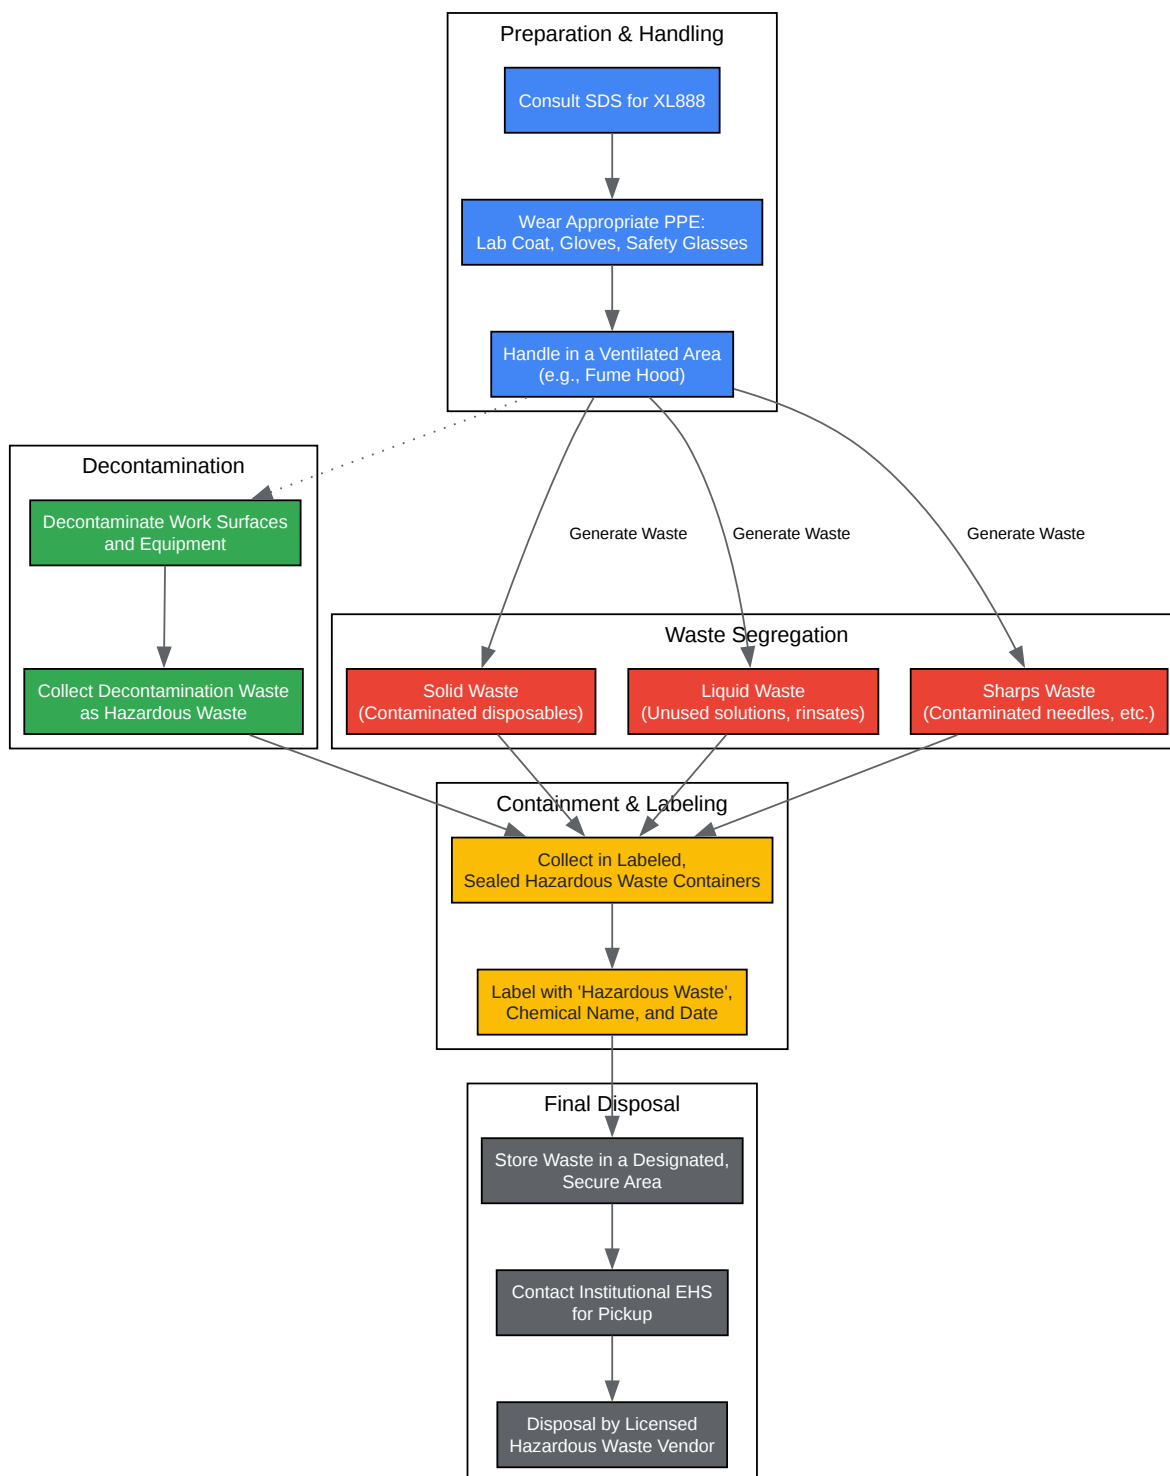 Preparation & Handling
Consult SDS for XL888
Wear Appropriate PPE:
Lab Coat, Gloves, Safety Glasses
Handle in a Ventilated Area
(e.g., Fume Hood)
Decontamination
Decontaminate Work Surfaces
and Equipment
Generate Waste
Generate Waste
Generate Waste
Collect Decontamination Waste
as Hazardous Waste
Waste Segregation
Solid Waste
(Contaminated disposables)
Liquid Waste
(Unused solutions, rinsates)
Sharps Waste
(Contaminated needles, etc.)
Containment & Labeling
Collect in Labeled,
Sealed Hazardous Waste Containers
Label with 'Hazardous Waste',
Chemical Name, and Date
Final Disposal
Store Waste in a Designated,
Secure Area
Contact Institutional EHS
for Pickup
Disposal by Licensed
Hazardous Waste Vendor